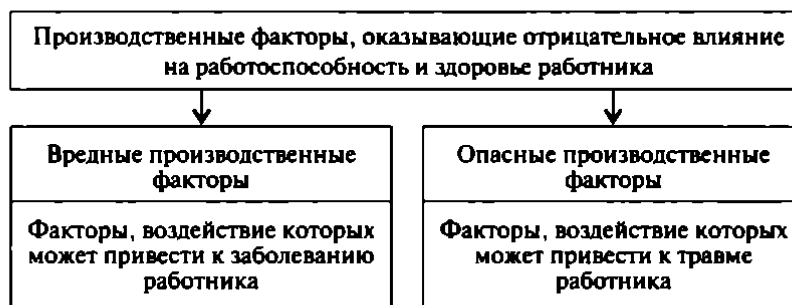 Производственные факторы, оказывающие отрицательное влияние
на работоспособность и здоровье работника
Вредные производственные
факторы
Факторы, воздействие которых
может привести к заболеванию
работника
Опасные производственные
факторы
Факторы, воздействие которых
может привести к травме
работника